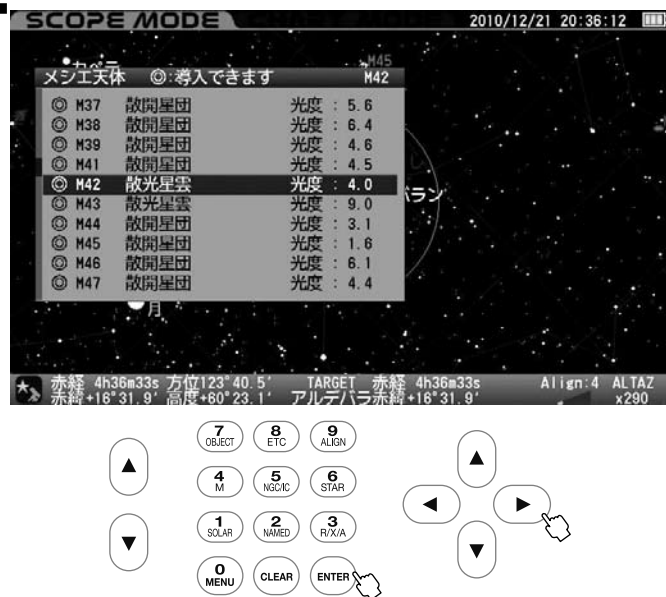 SCOPE MODE CHART MODE 2010/12/21 20:36:12
カペラ M45
メシエ天体 ◎:導入できます M42
◎ M37 散開星団 光度 : 5.6
◎ M38 散開星団 光度 : 6.4
◎ M39 散開星団 光度 : 4.6
◎ M41 散開星団 光度 : 4.5
◎ M42 散光星雲 光度 : 4.0
◎ M43 散光星雲 光度 : 9.0
◎ M44 散開星団 光度 : 3.1
◎ M45 散開星団 光度 : 1.6
◎ M46 散開星団 光度 : 6.1
◎ M47 散開星団 光度 : 4.4
バラン
月
赤経 4h36m33s 方位123°40.5' TARGET 赤経 4h36m33s Align:4 ALTAZ
赤緯+16°31.9' 高度+60°23.1' アルデバラ赤緯+16°31.9' x290
7 OBJECT 8 ETC 9 ALIGN
4 M 5 NGC/IC 6 STAR
1 SOLAR 2 NAMED 3 R/X/A
0 MENU CLEAR ENTER